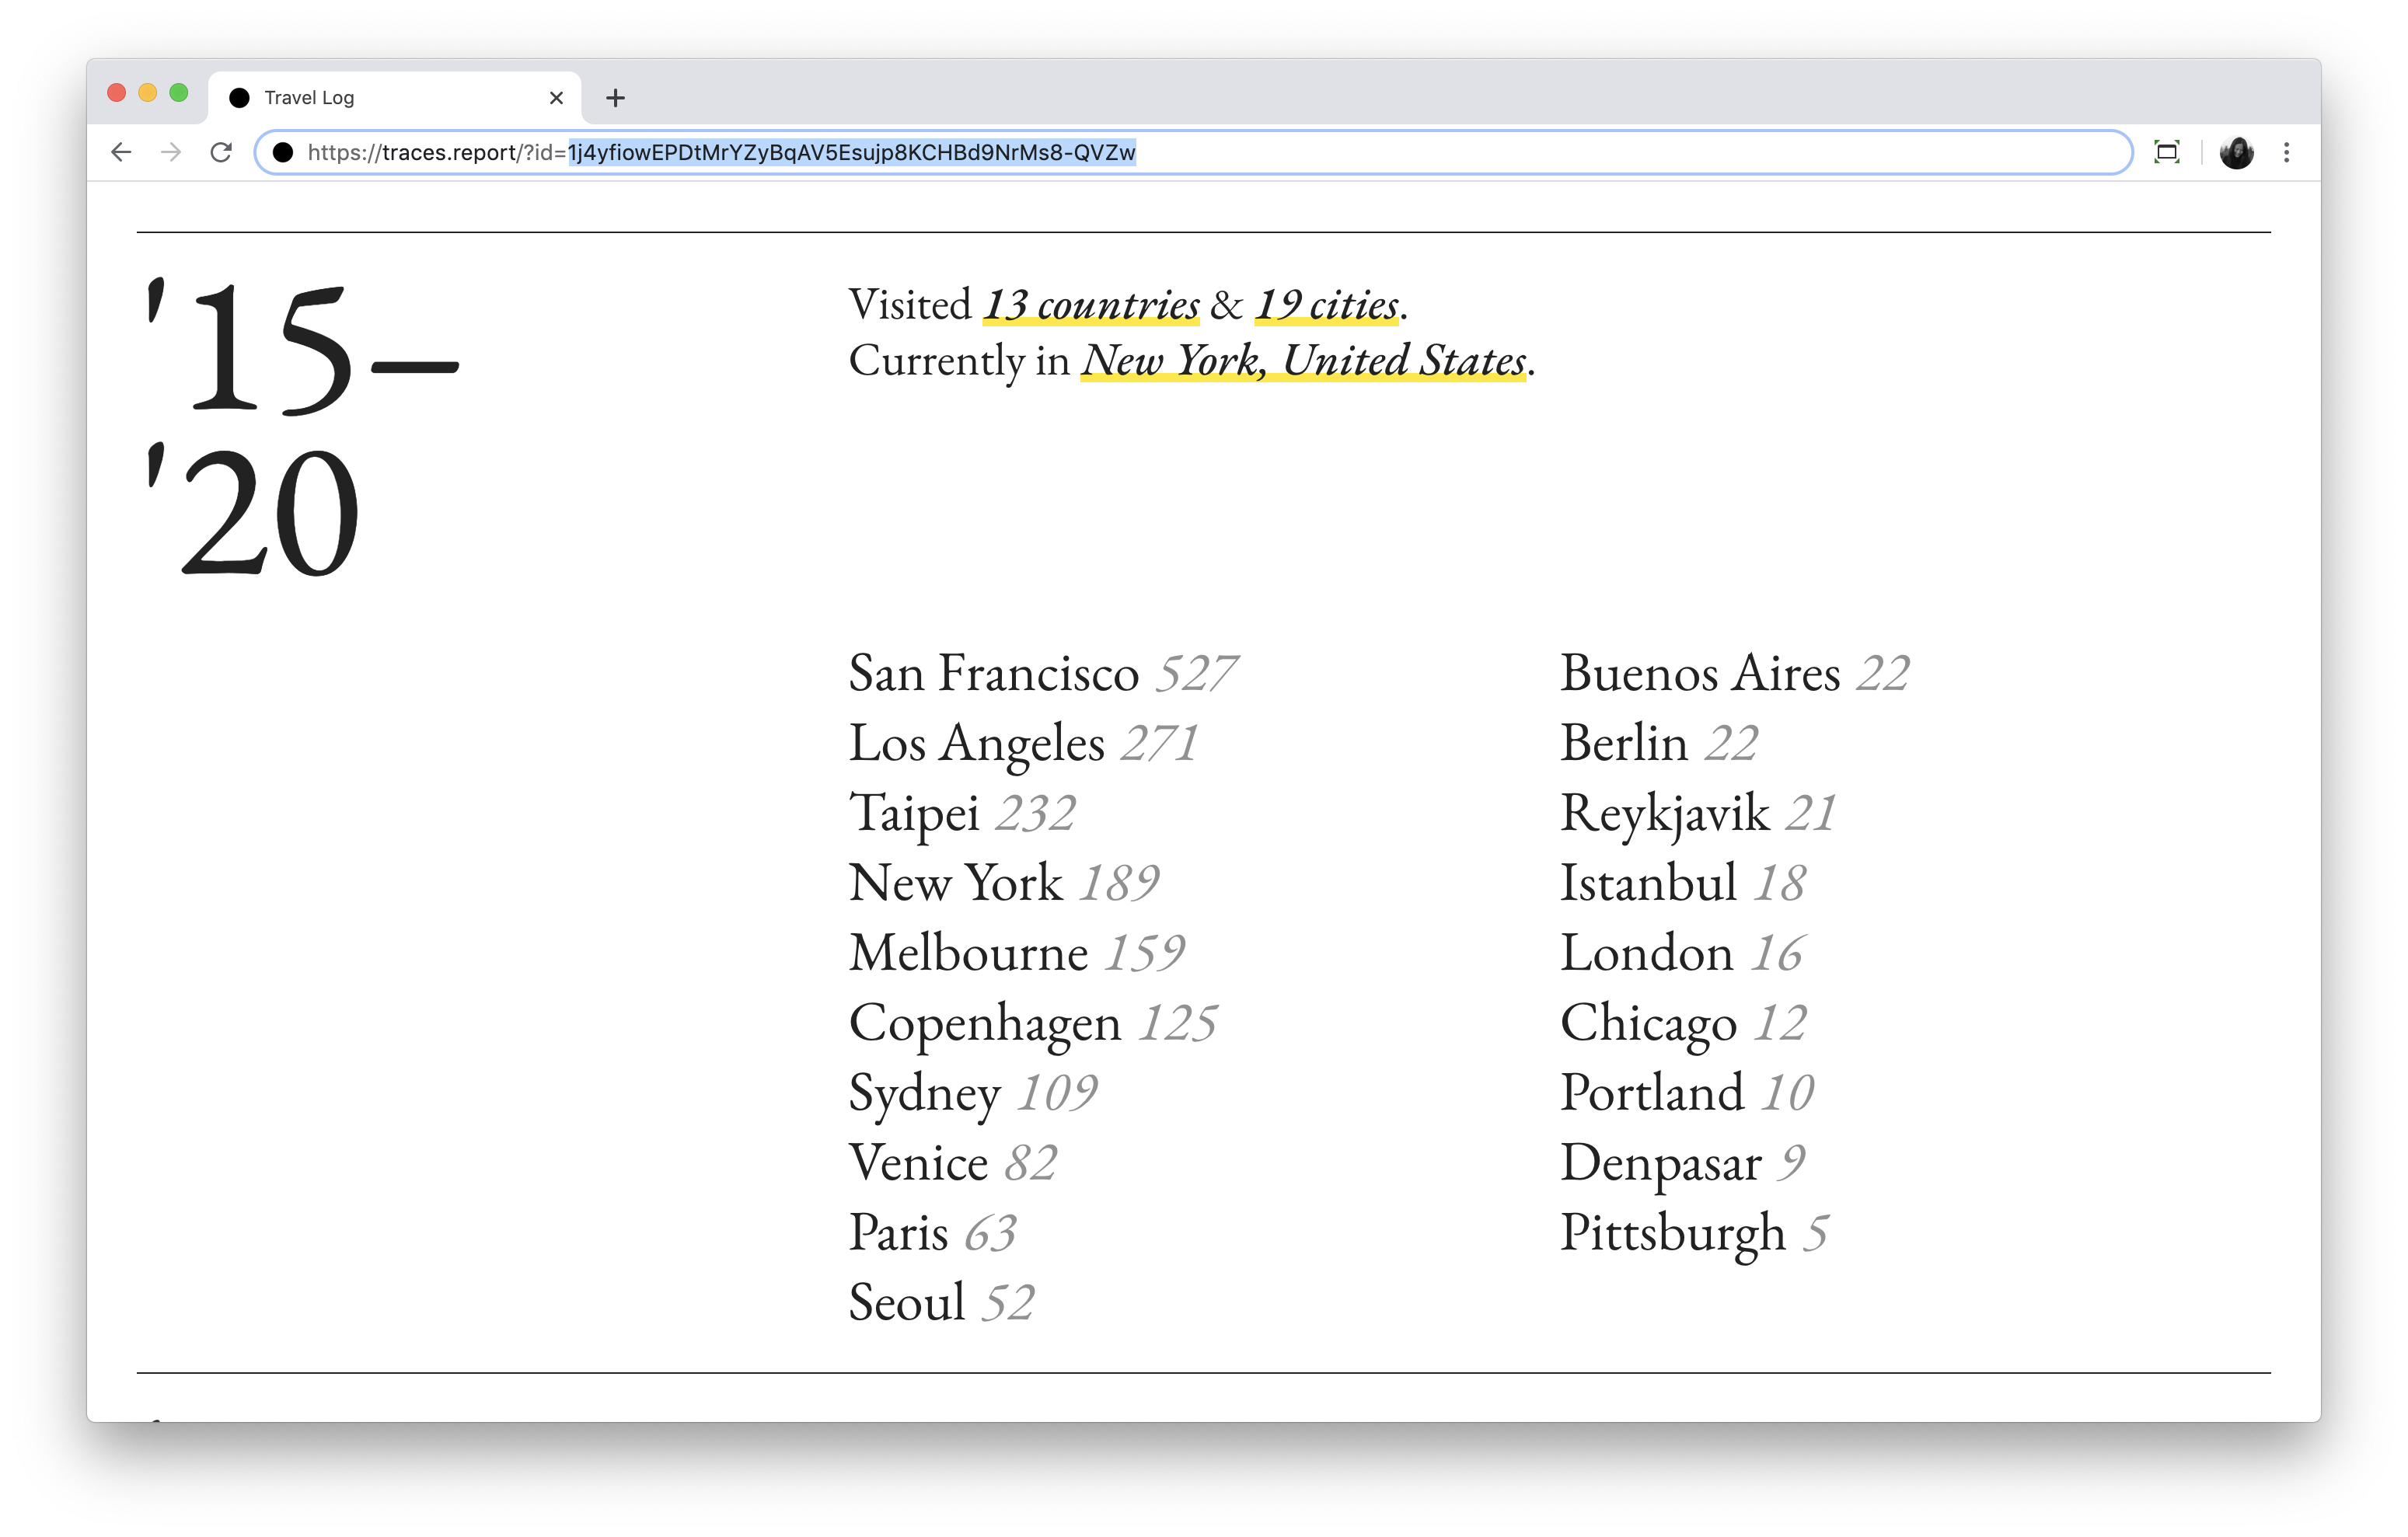 Travel Log
https://traces.report/?id=1j4yfiowEPDtMrYZyBqAV5Esujp8KCHBd9NrMs8-QVZw
'15–
'20
Visited 13 countries & 19 cities.
Currently in New York, United States.
San Francisco 527
Los Angeles 271
Taipei 232
New York 189
Melbourne 159
Copenhagen 125
Sydney 109
Venice 82
Paris 63
Seoul 52
Buenos Aires 22
Berlin 22
Reykjavik 21
Istanbul 18
London 16
Chicago 12
Portland 10
Denpasar 9
Pittsburgh 5